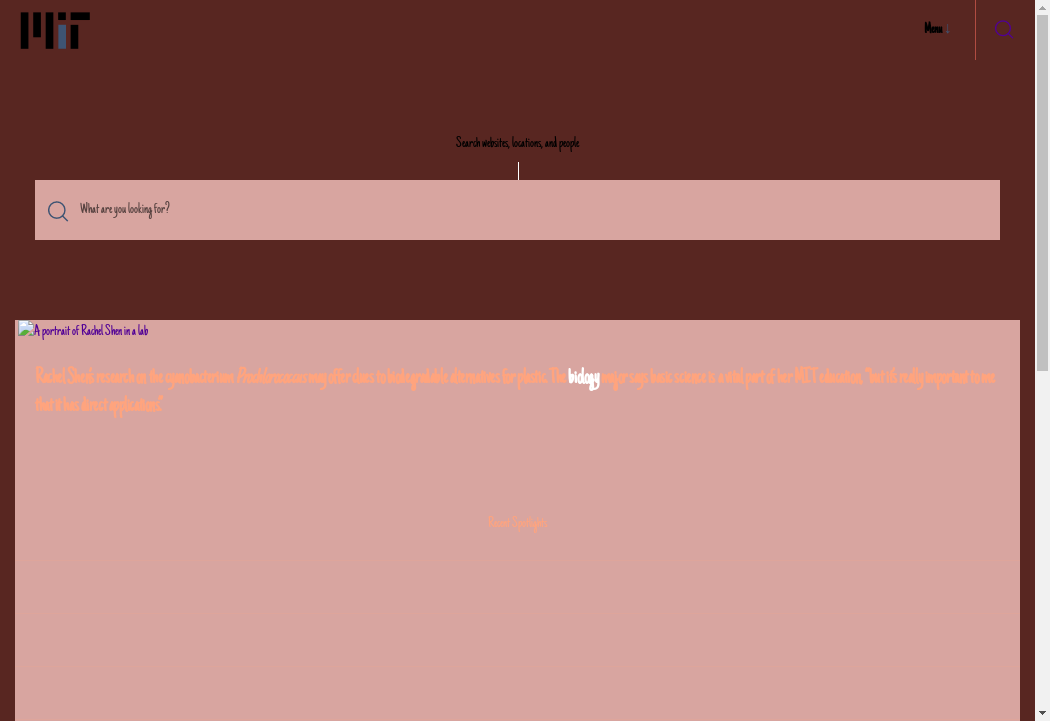 MIT
Menu ↓
Search websites, locations, and people
What are you looking for?
A portrait of Rachel Shen in a lab
Rachel Shen's research on the cyanobacterium Prochlorococcus may offer clues to biodegradable alternatives for plastic. The biology major says basic science is a vital part of her MIT education, "but it's really important to me
that it has direct applications."